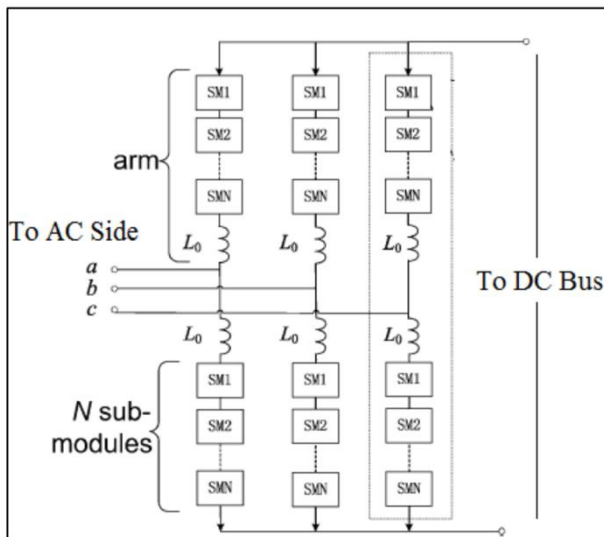 SM1 SM1 SM1
arm
SM2 SM2 SM2
SMN SMN SMN
To AC Side
L0 L0 L0
a
To DC Bus
b
c
L0 L0 L0
SM1 SM1 SM1
N sub-
modules
SM2 SM2 SM2
SMN SMN SMN